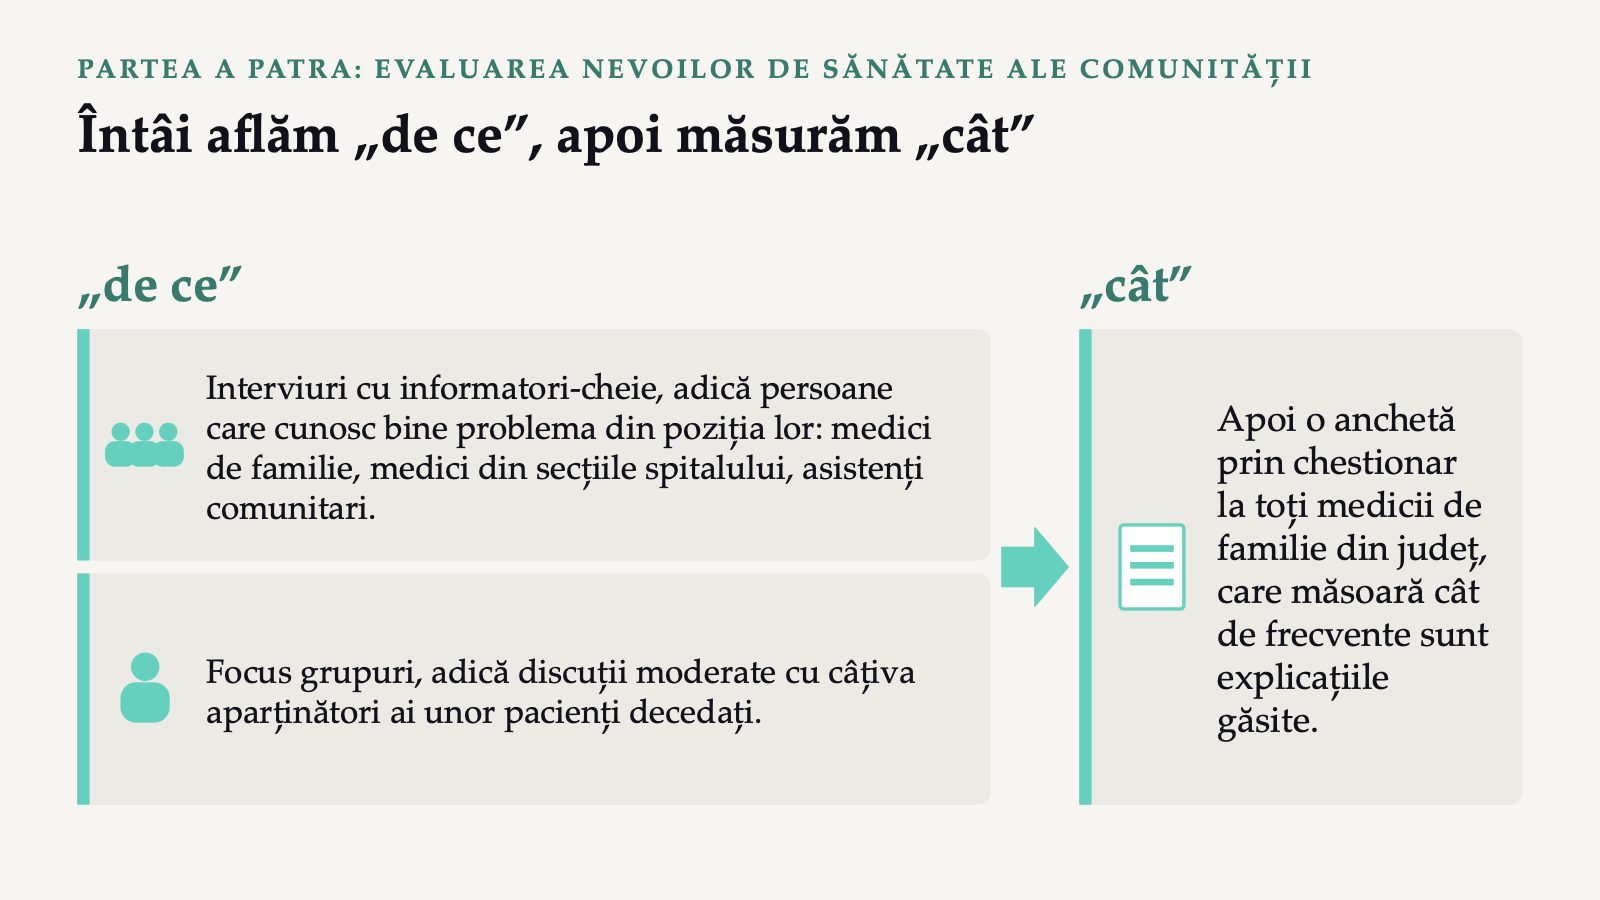 PARTEA A PATRA: EVALUAREA NEVOILOR DE SĂNĂTATE ALE COMUNITĂȚII
Întâi aflăm „de ce”, apoi măsurăm „cât”
„de ce”
Interviuri cu informatori-cheie, adică persoane
care cunosc bine problema din poziția lor: medici
de familie, medici din secțiile spitalului, asistenți
comunitari.
Focus grupuri, adică discuții moderate cu câțiva
aparținători ai unor pacienți decedați.
„cât”
Apoi o anchetă
prin chestionar
la toți medicii de
familie din județ,
care măsoară cât
de frecvente sunt
explicațiile
găsite.